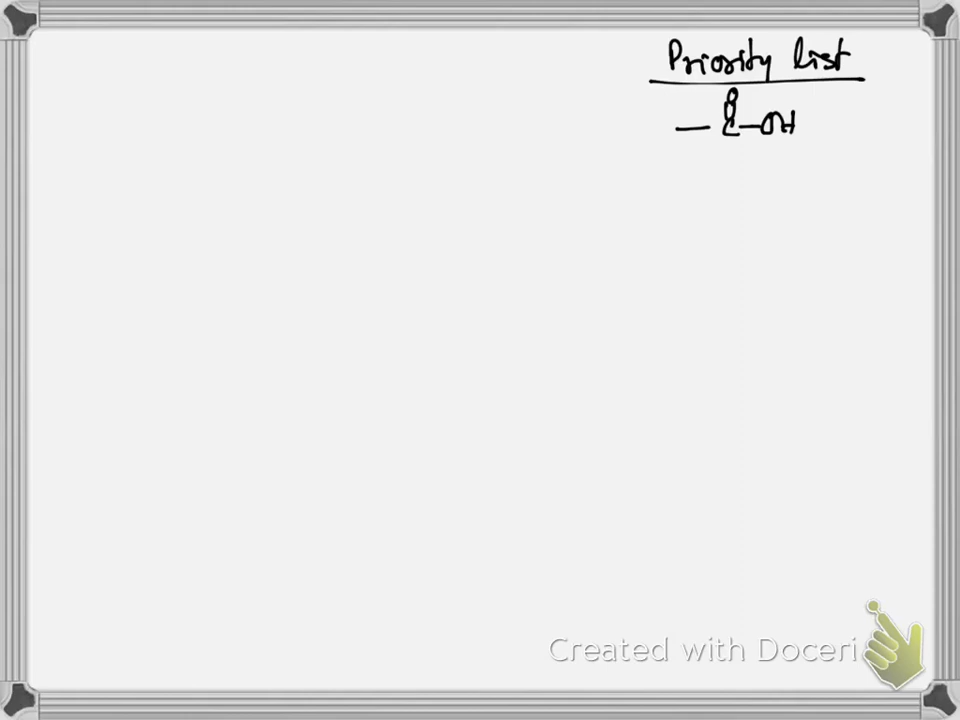 Priority list
O
— C — OH
Created with Doceri